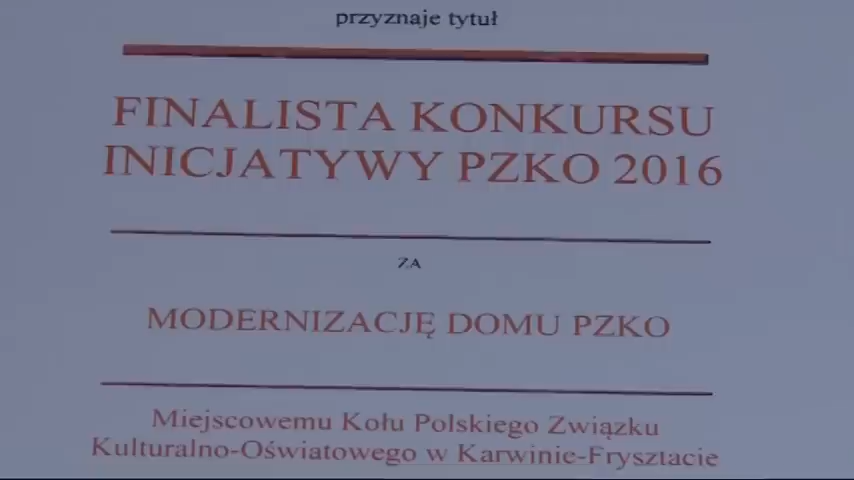 przyznaje tytuł
FINALISTA KONKURSU
INICJATYWY PZKO 2016
ZA
MODERNIZACJĘ DOMU PZKO
Miejscowemu Kołu Polskiego Związku
Kulturalno-Oświatowego w Karwinie-Frysztacie